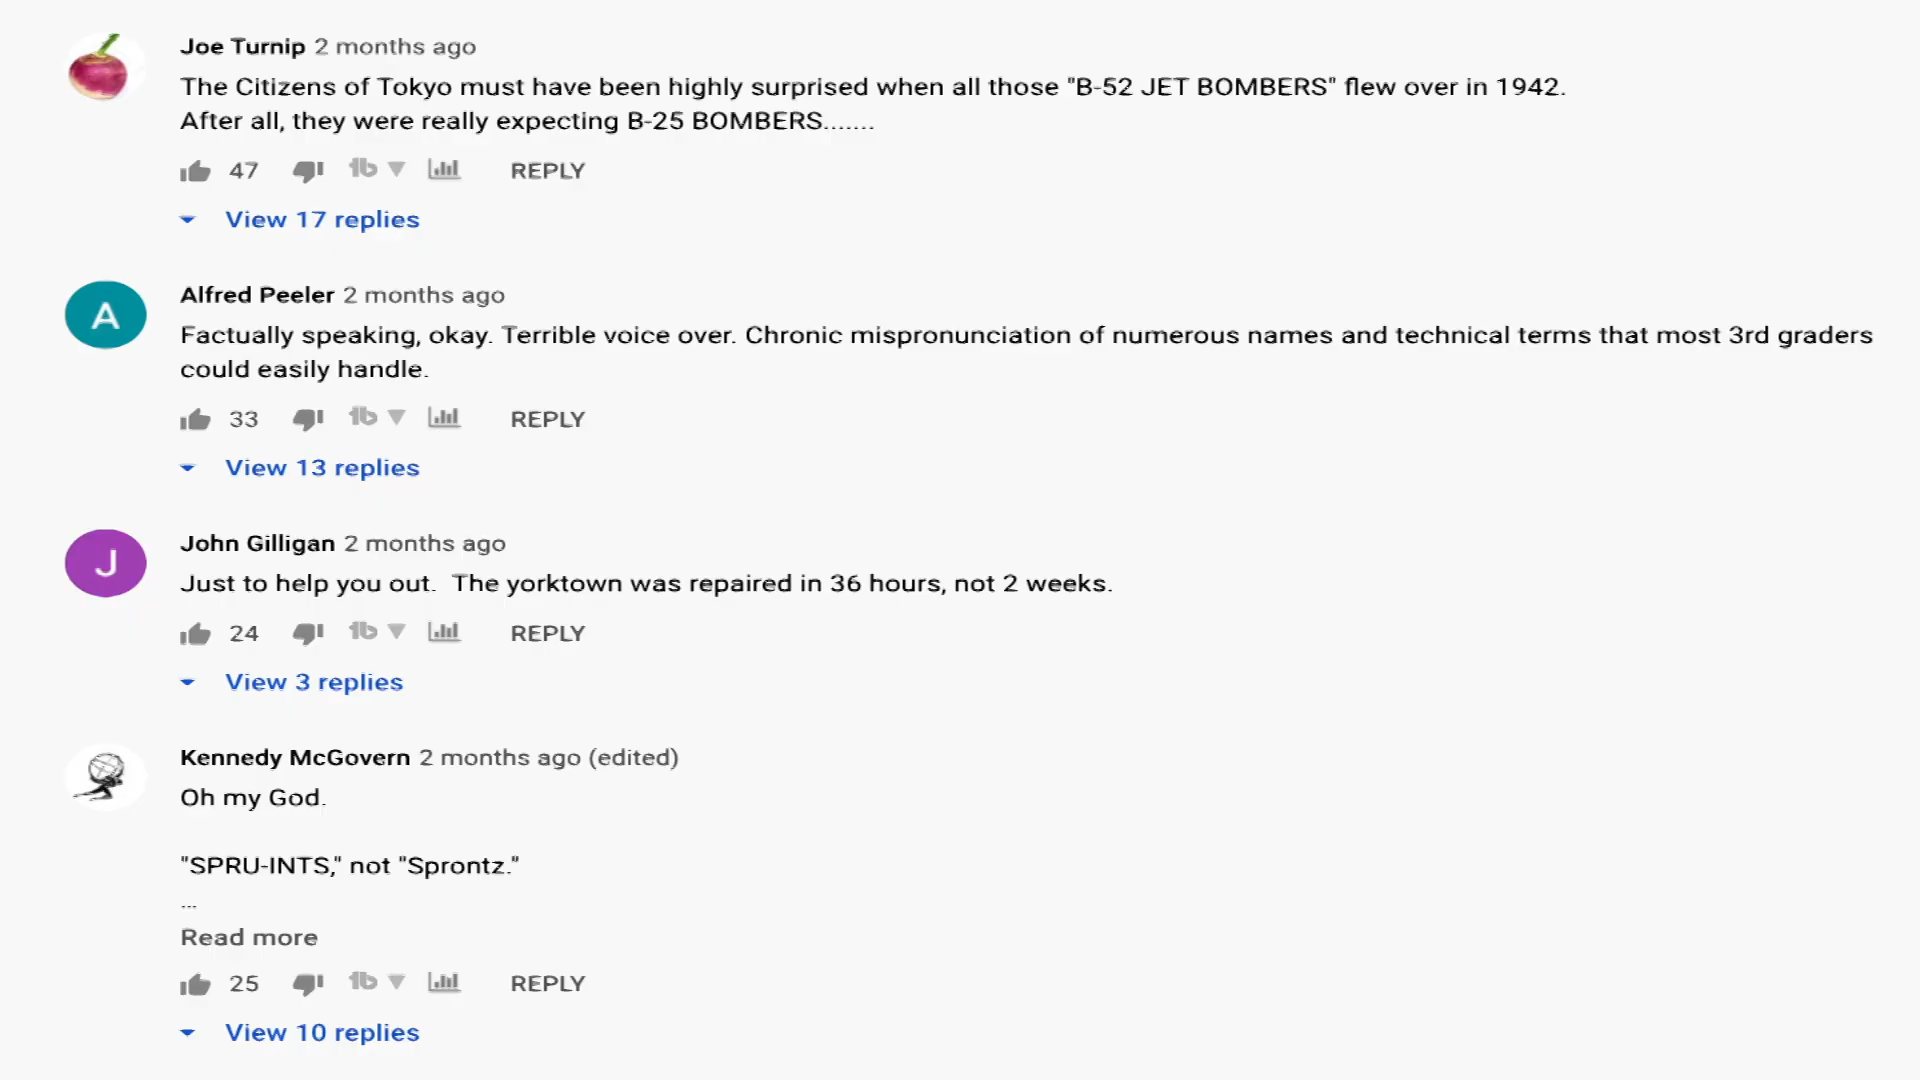 Joe Turnip 2 months ago
The Citizens of Tokyo must have been highly surprised when all those "B-52 JET BOMBERS" flew over in 1942.
After all, they were really expecting B-25 BOMBERS.......
47 REPLY
View 17 replies
A
Alfred Peeler 2 months ago
Factually speaking, okay. Terrible voice over. Chronic mispronunciation of numerous names and technical terms that most 3rd graders
could easily handle.
33 REPLY
View 13 replies
J
John Gilligan 2 months ago
Just to help you out.  The yorktown was repaired in 36 hours, not 2 weeks.
24 REPLY
View 3 replies
Kennedy McGovern 2 months ago (edited)
Oh my God.
"SPRU-INTS," not "Sprontz."
...
Read more
25 REPLY
View 10 replies